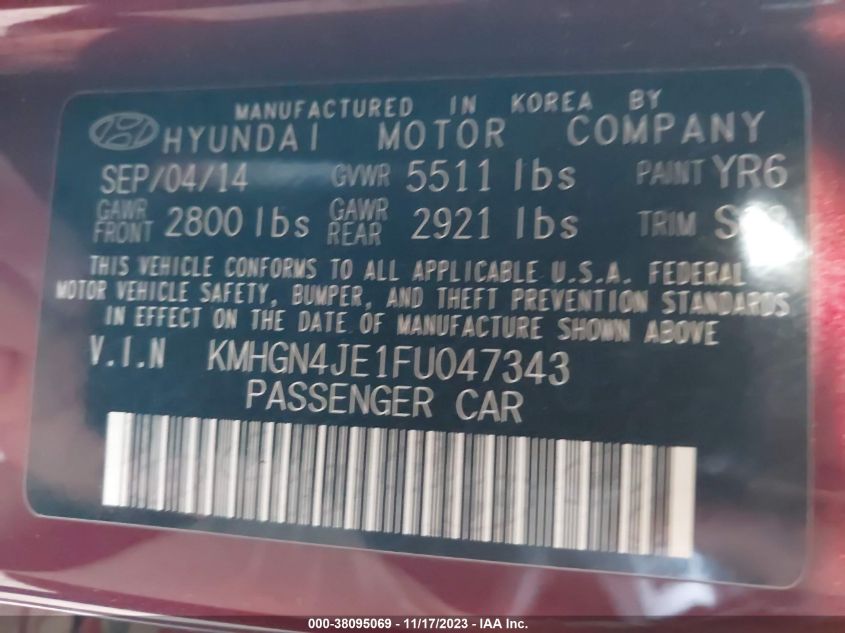 MANUFACTURED IN KOREA BY
HYUNDAI MOTOR COMPANY
SEP/04/14 GVWR 5511 lbs PAINT YR6
GAWR FRONT 2800 lbs GAWR REAR 2921 lbs TRIM
THIS VEHICLE CONFORMS TO ALL APPLICABLE U.S.A. FEDERAL
MOTOR VEHICLE SAFETY, BUMPER, AND THEFT PREVENTION STANDARDS
IN EFFECT ON THE DATE OF MANUFACTURE SHOWN ABOVE
V.I.N KMHGN4JE1FU047343
PASSENGER CAR
000-38095069 - 11/17/2023 - IAA Inc.